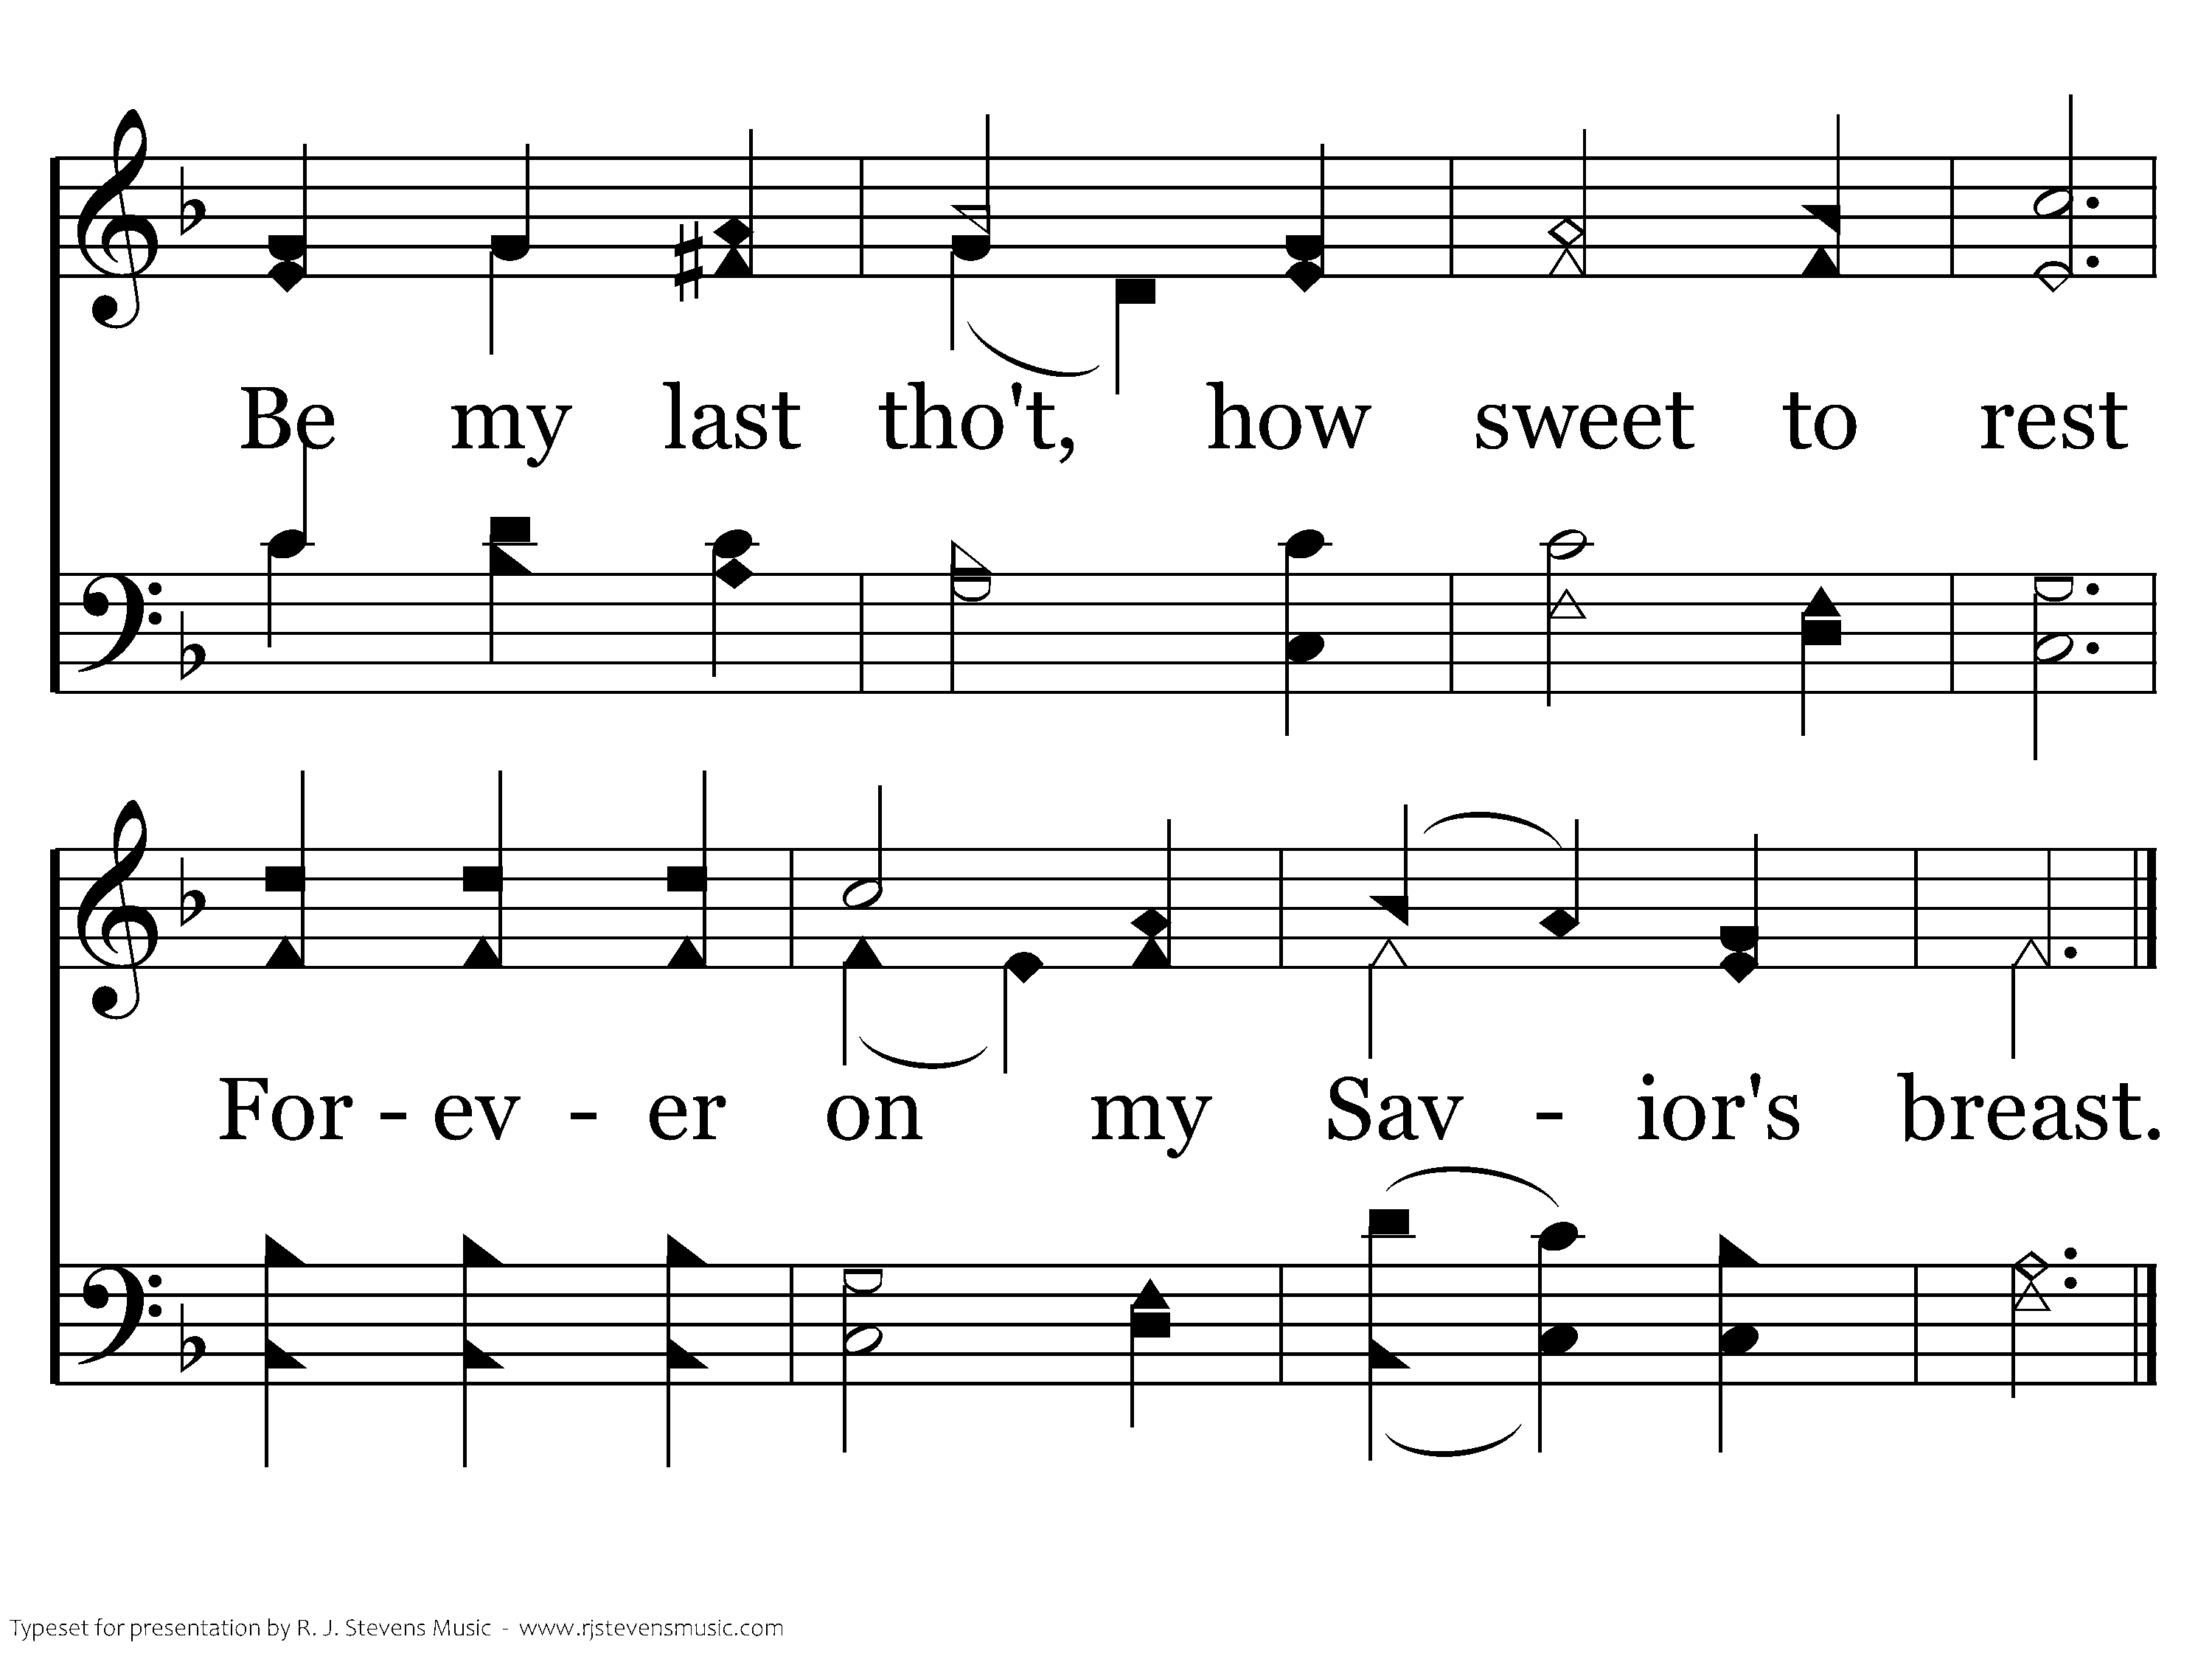 Be my last tho't, how sweet to rest
For - ev - er on my Sav - ior's breast.
Typeset for presentation by R. J. Stevens Music - www.rjstevensmusic.com